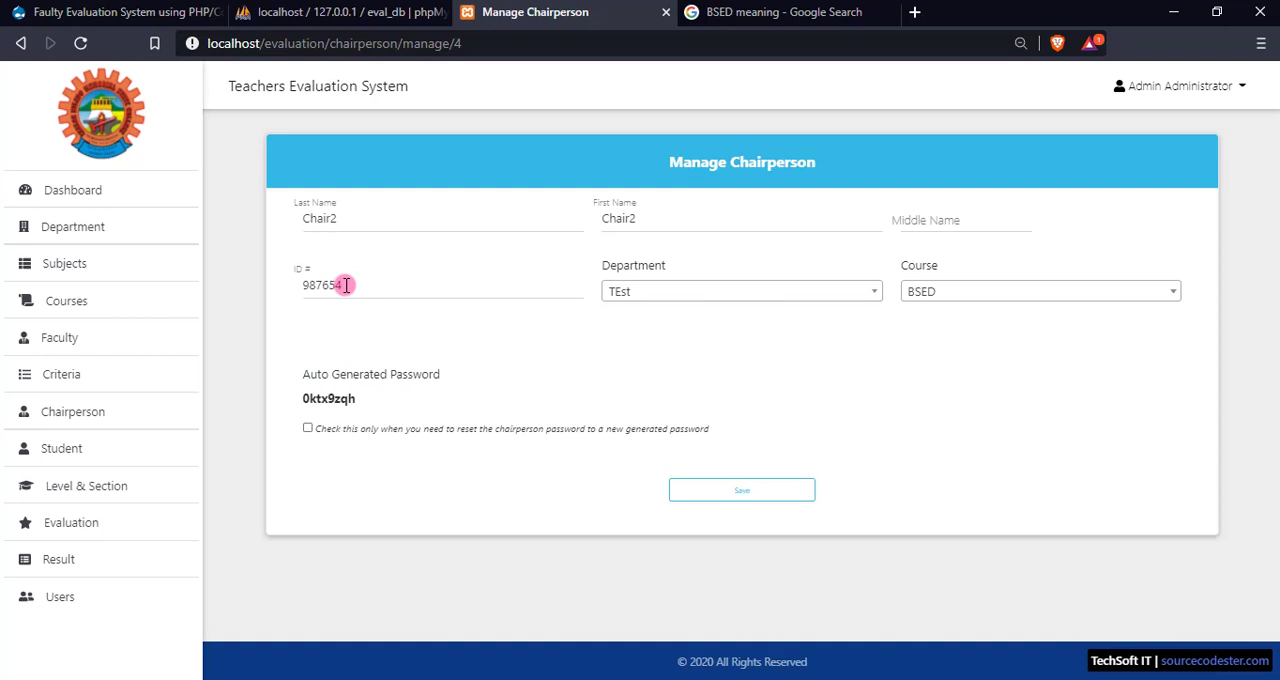 Faulty Evaluation System using PHP/C
localhost / 127.0.0.1 / eval_db | phpMy
Manage Chairperson
BSED meaning - Google Search
localhost/evaluation/chairperson/manage/4
1
Teachers Evaluation System
Admin Administrator
Dashboard
Department
Subjects
Courses
Faculty
Criteria
Chairperson
Student
Level & Section
Evaluation
Result
Users
Manage Chairperson
Last Name
Chair2
First Name
Chair2
Middle Name
ID #
987654
Department
TEst
Course
BSED
Auto Generated Password
0ktx9zqh
Check this only when you need to reset the chairperson password to a new generated password
Save
© 2020 All Rights Reserved
TechSoft IT | sourcecodester.com